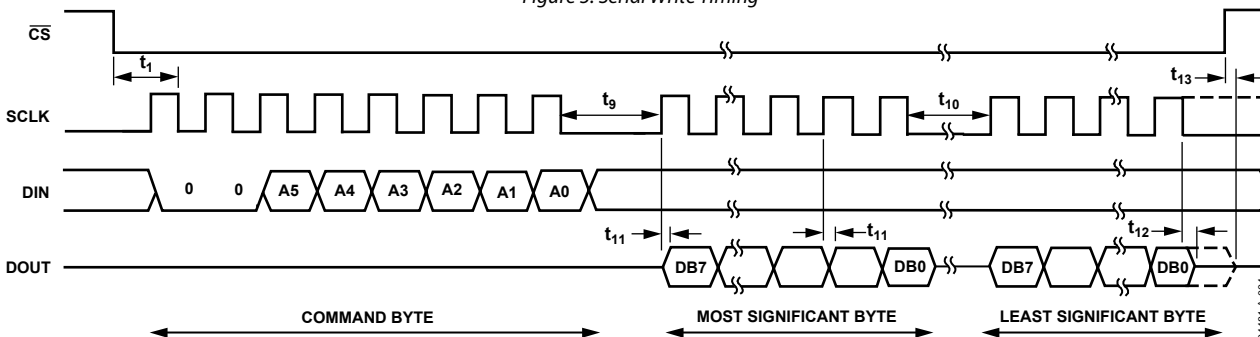 Figure 3. Serial Write Timing
CS
t1
t13
SCLK
t9
t10
DIN
0 0 A5 A4 A3 A2 A1 A0
t11
t11
t12
DOUT
DB7 DB0 DB7 DB0
COMMAND BYTE MOST SIGNIFICANT BYTE LEAST SIGNIFICANT BYTE